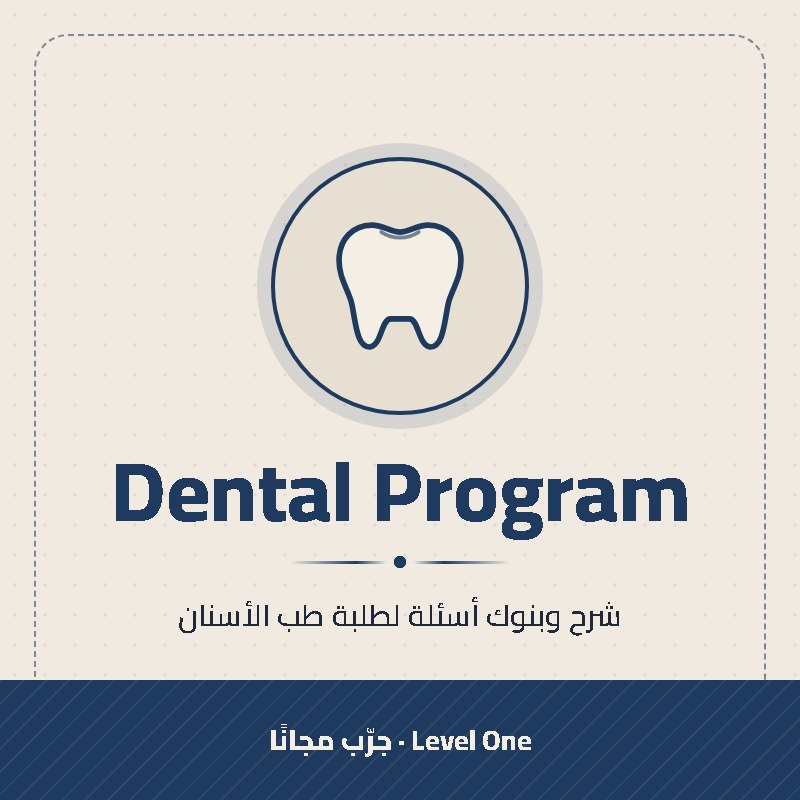 Dental Program
شرح وبنوك أسئلة لطلبة طب الأسنان
جرّب مجانًا · Level One